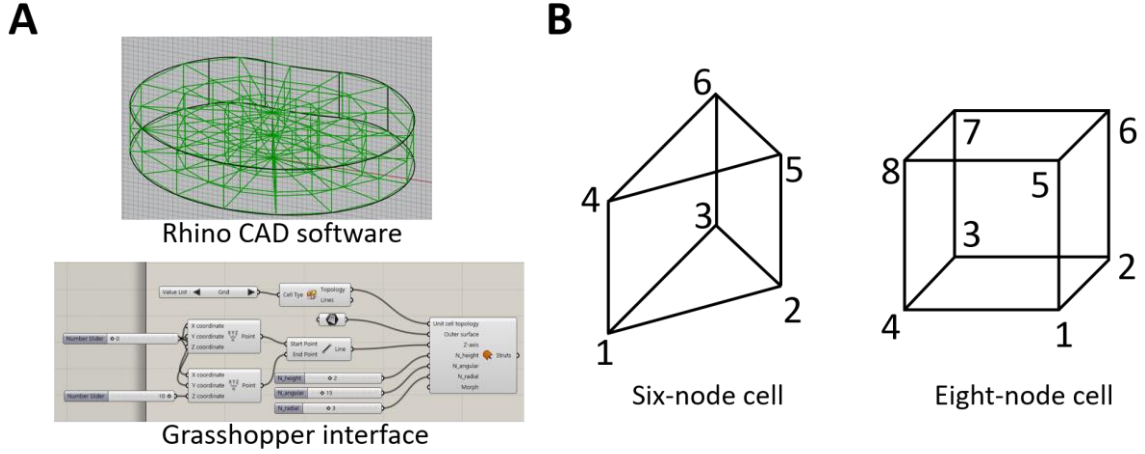 A
Rhino CAD software
Value List
Grid
Topology
Lines
X coordinate
Y coordinate
Z coordinate
Point
Number Slider
0
Start Point
End Point
Line
Unit cell topology
Outer surface
Z-axis
N_height
N_angular
N_radial
Morph
Struts
X coordinate
Y coordinate
Z coordinate
Point
Number Slider
10
N_height
2
N_angular
13
N_radial
3
Grasshopper interface
B
6
5
4
3
2
1
Six-node cell
7
6
8
5
3
2
4
1
Eight-node cell